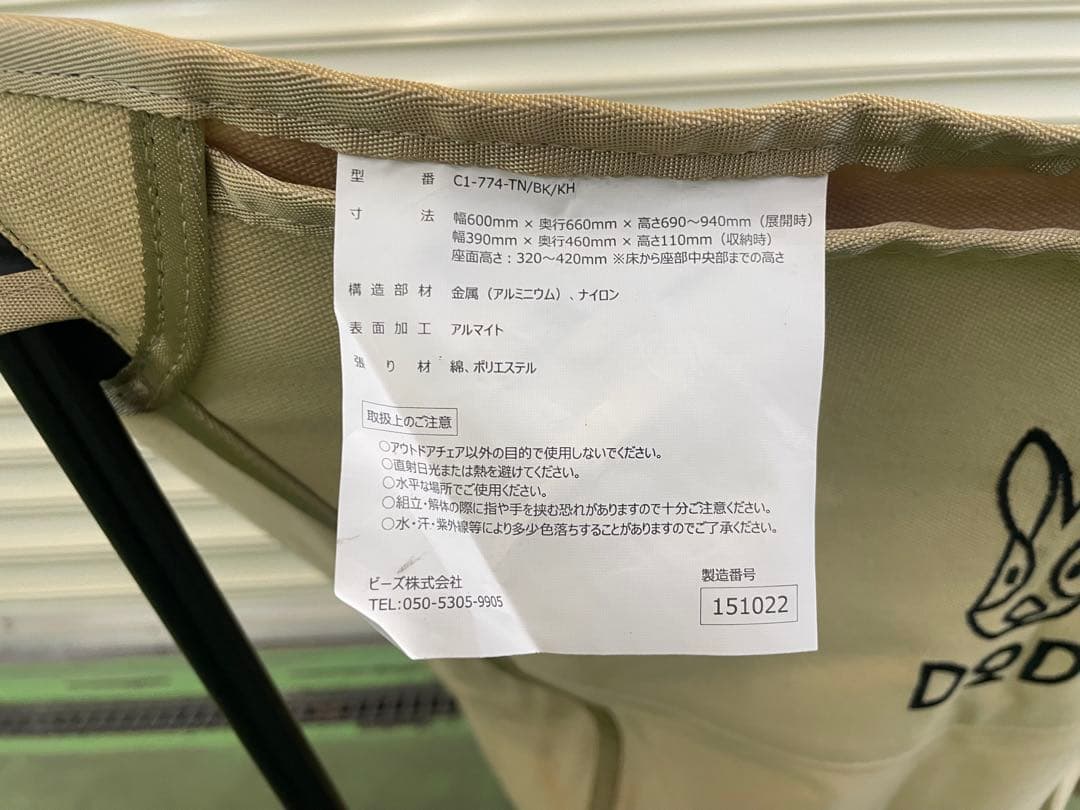 型番 C1-774-TN/BK/KH
寸法 幅600mm × 奥行660mm × 高さ690～940mm（展開時）
幅390mm × 奥行460mm × 高さ110mm（収納時）
座面高さ：320～420mm ※床から座部中央部までの高さ
構造部材 金属（アルミニウム）、ナイロン
表面加工 アルマイト
張り材 綿、ポリエステル
取扱上のご注意
○アウトドアチェア以外の目的で使用しないでください。
○直射日光または熱を避けてください。
○水平な場所でご使用ください。
○組立・解体の際に指や手を挟む恐れがありますので十分ご注意ください。
○水・汗・紫外線等により多少色落ちすることがありますのでご了承ください。
ビーズ株式会社
TEL:050-5305-9905
製造番号
151022
DOD